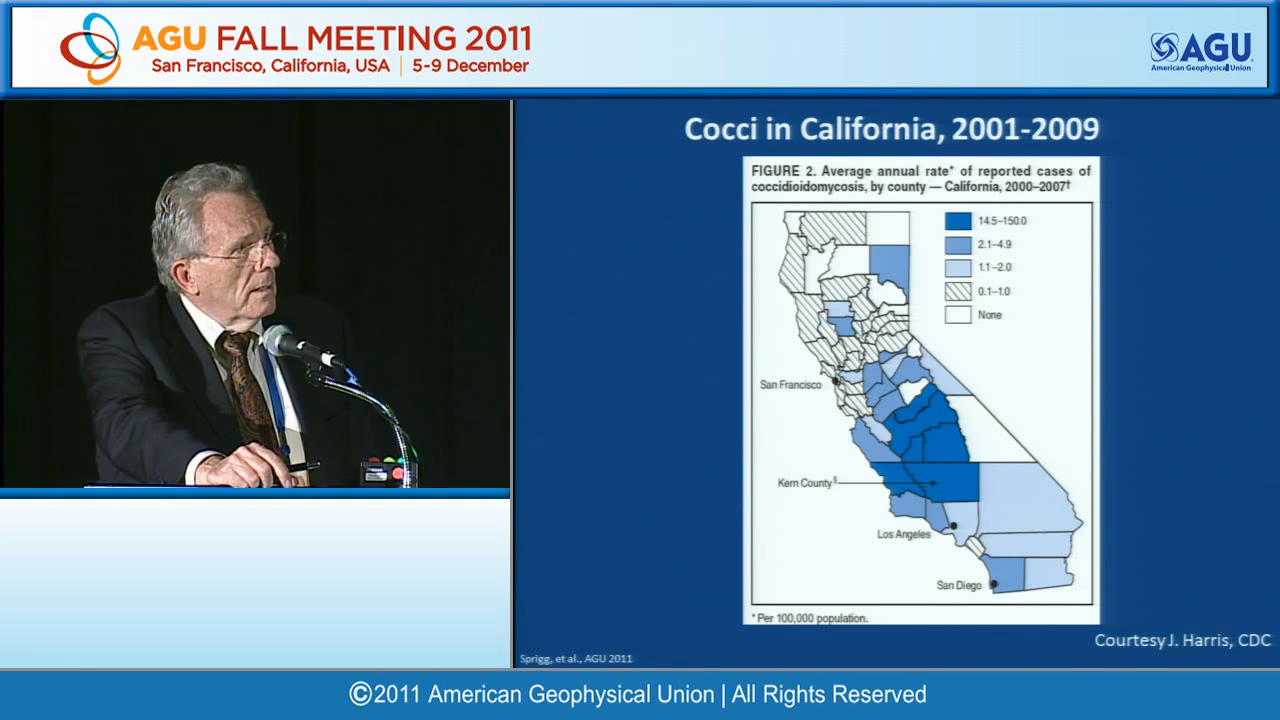 AGU FALL MEETING 2011
San Francisco, California, USA | 5-9 December
AGU
American Geophysical Union
Cocci in California, 2001-2009
FIGURE 2. Average annual rate* of reported cases of
coccidioidomycosis, by county — California, 2000–2007†
14.5–150.0
2.1–4.9
1.1–2.0
0.1–1.0
None
San Francisco
Kern County§
Los Angeles
San Diego
*Per 100,000 population.
Courtesy J. Harris, CDC
Sprigg, et al., AGU 2011
©2011 American Geophysical Union | All Rights Reserved